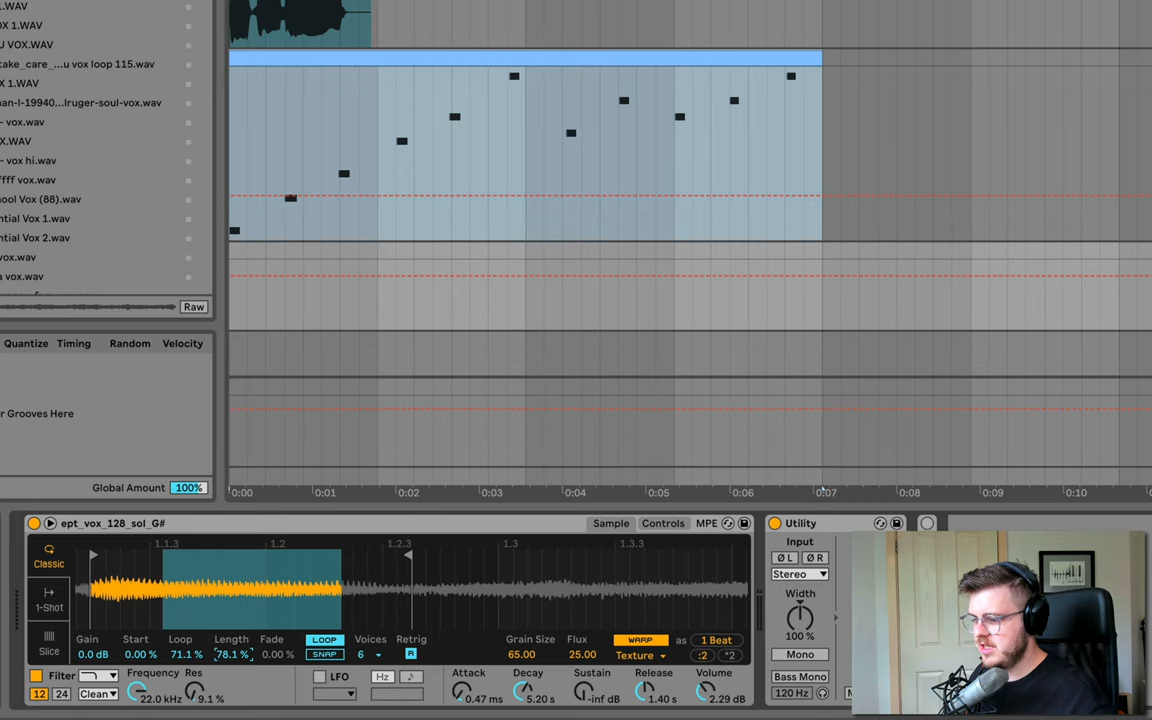 1.WAV
OX 1.WAV
U VOX.WAV
take_care_...u vox loop 115.wav
X 1.WAV
nan-l-19940...lruger-soul-vox.wav
- vox.wav
X.WAV
- vox hi.wav
ffff vox.wav
hool Vox (88).wav
ntial Vox 1.wav
ntial Vox 2.wav
vox.wav
a vox.wav
Raw
Quantize Timing Random Velocity
r Grooves Here
Global Amount 100%
0:00 0:01 0:02 0:03 0:04 0:05 0:06 0:07 0:08 0:09 0:10
ept_vox_128_sol_G# Sample Controls MPE
Utility
Classic
1-Shot
Slice
1.1.3 1.2 1.2.3 1.3 1.3.3
Gain Start Loop Length Fade LOOP Voices Retrig Grain Size Flux WARP as 1 Beat
0.0 dB 0.00 % 71.1 % 78.1 % 0.00 % SNAP 6 R 65.00 25.00 Texture :2 *2
Filter Frequency Res LFO Hz Attack Decay Sustain Release Volume
12 24 Clean 22.0 kHz 9.1 % 0.47 ms 5.20 s -inf dB 1.40 s 2.29 dB
Input
Ø L Ø R
Stereo
Width
100 %
Mono
Bass Mono
120 Hz